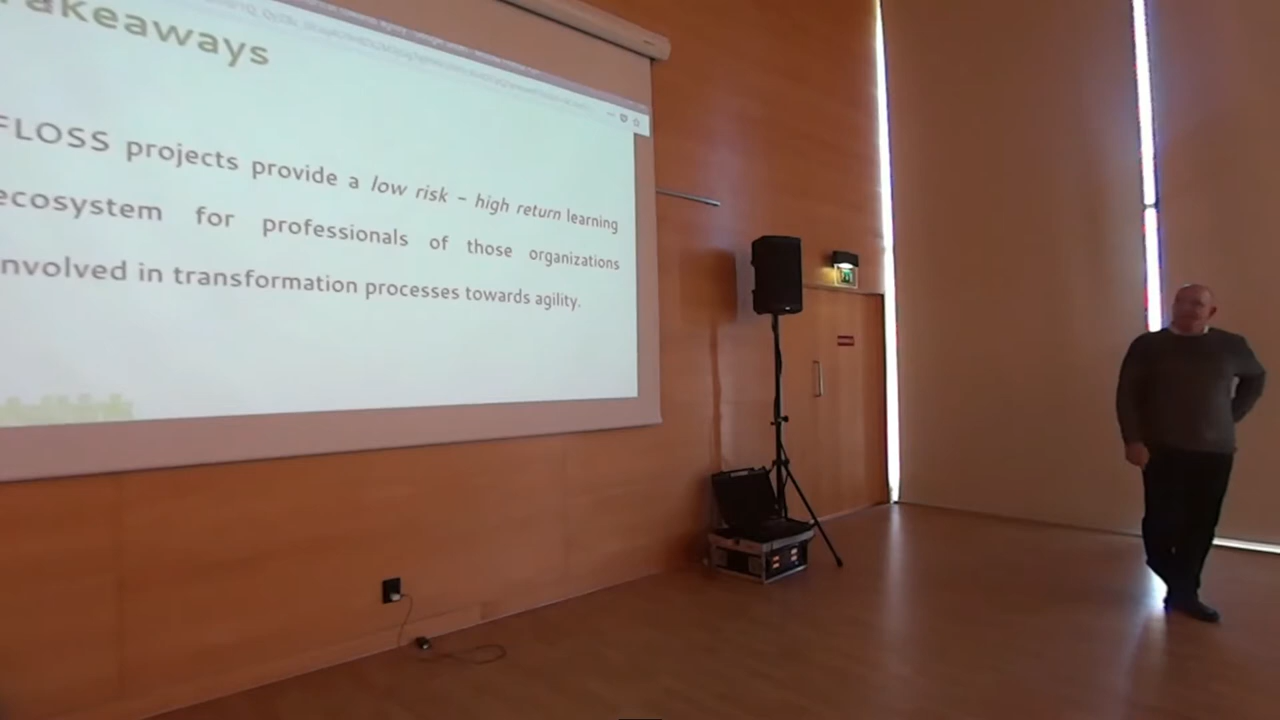 akeaways
FLOSS projects provide a low risk – high return learning
ecosystem for professionals of those organizations
nvolved in transformation processes towards agility.